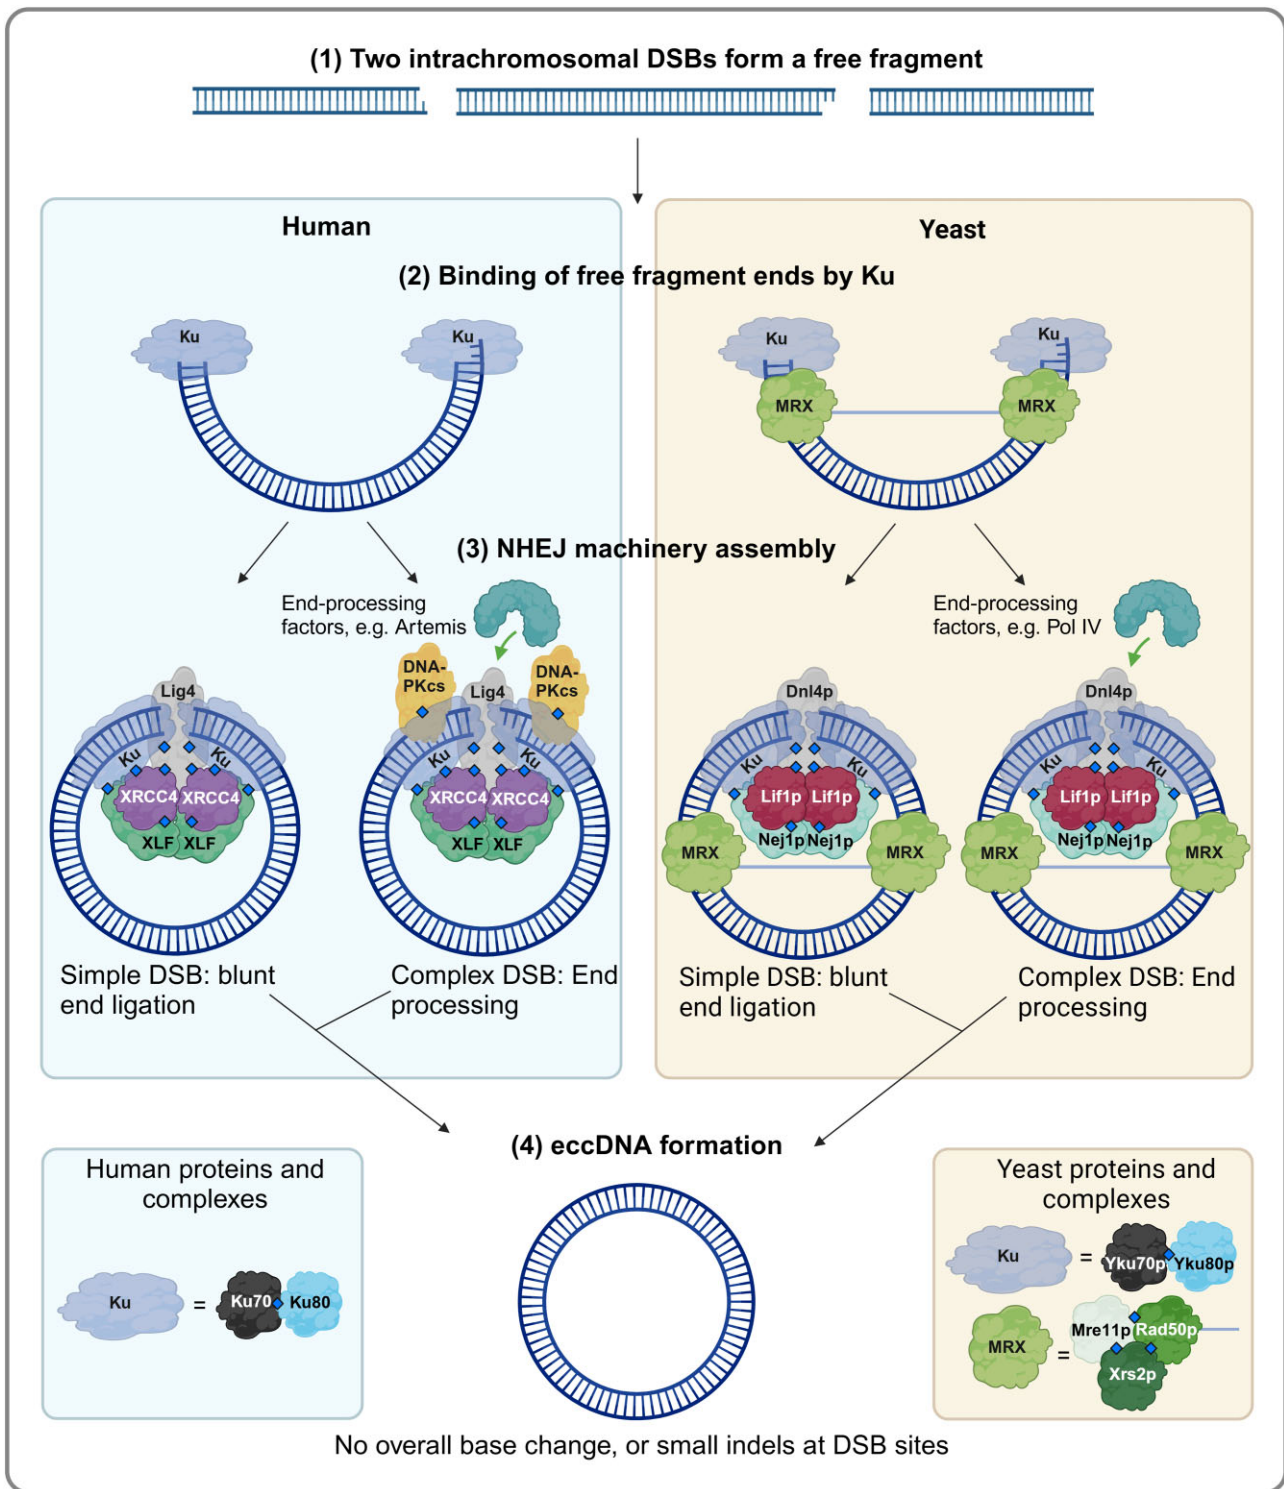 (1) Two intrachromosomal DSBs form a free fragment
Human
Yeast
(2) Binding of free fragment ends by Ku
Ku
Ku
Ku
Ku
MRX
MRX
(3) NHEJ machinery assembly
End-processing
factors, e.g. Artemis
End-processing
factors, e.g. Pol IV
Lig4
Ku
Ku
XRCC4
XRCC4
XLF
XLF
DNA-
PKcs
Lig4
DNA-
PKcs
Ku
Ku
XRCC4
XRCC4
XLF
XLF
Dnl4p
Ku
Ku
Lif1p
Lif1p
Nej1p
Nej1p
MRX
MRX
Dnl4p
Ku
Ku
Lif1p
Lif1p
Nej1p
Nej1p
MRX
MRX
Simple DSB: blunt
end ligation
Complex DSB: End
processing
Simple DSB: blunt
end ligation
Complex DSB: End
processing
(4) eccDNA formation
Human proteins and
complexes
Ku
=
Ku70
Ku80
Yeast proteins and
complexes
Ku
=
Yku70p
Yku80p
MRX
=
Mre11p
Rad50p
Xrs2p
No overall base change, or small indels at DSB sites